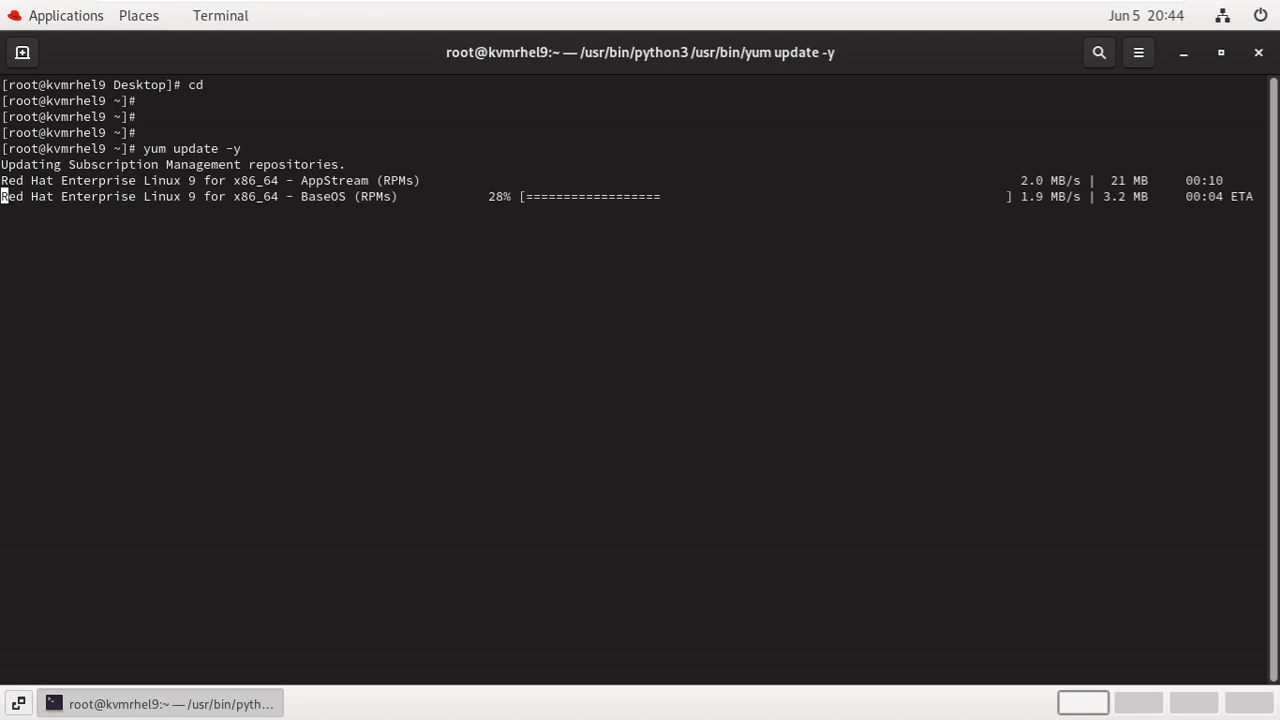 Applications Places Terminal Jun 5 20:44
root@kvmrhel9:~ — /usr/bin/python3 /usr/bin/yum update -y
[root@kvmrhel9 Desktop]# cd
[root@kvmrhel9 ~]#
[root@kvmrhel9 ~]#
[root@kvmrhel9 ~]#
[root@kvmrhel9 ~]# yum update -y
Updating Subscription Management repositories.
Red Hat Enterprise Linux 9 for x86_64 - AppStream (RPMs) 2.0 MB/s | 21 MB 00:10
Red Hat Enterprise Linux 9 for x86_64 - BaseOS (RPMs) 28% [================== ] 1.9 MB/s | 3.2 MB 00:04 ETA
root@kvmrhel9:~ — /usr/bin/pyth…